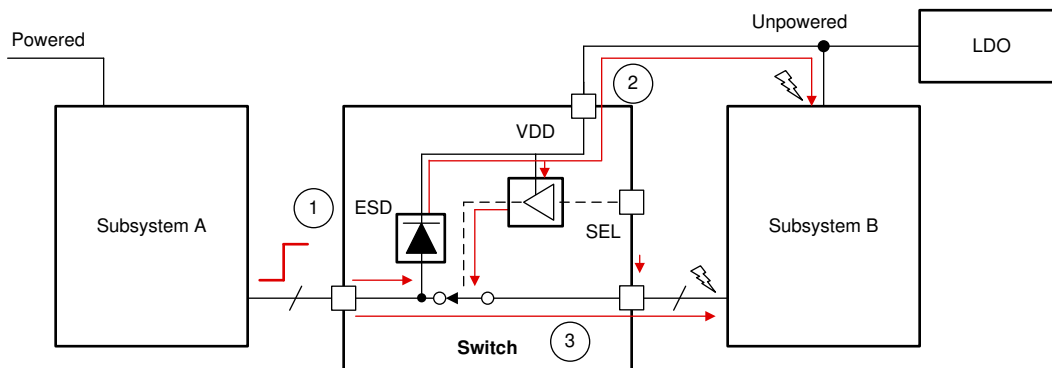 Unpowered
LDO
Powered
2
VDD
1
ESD
Subsystem A
SEL
Subsystem B
Switch
3